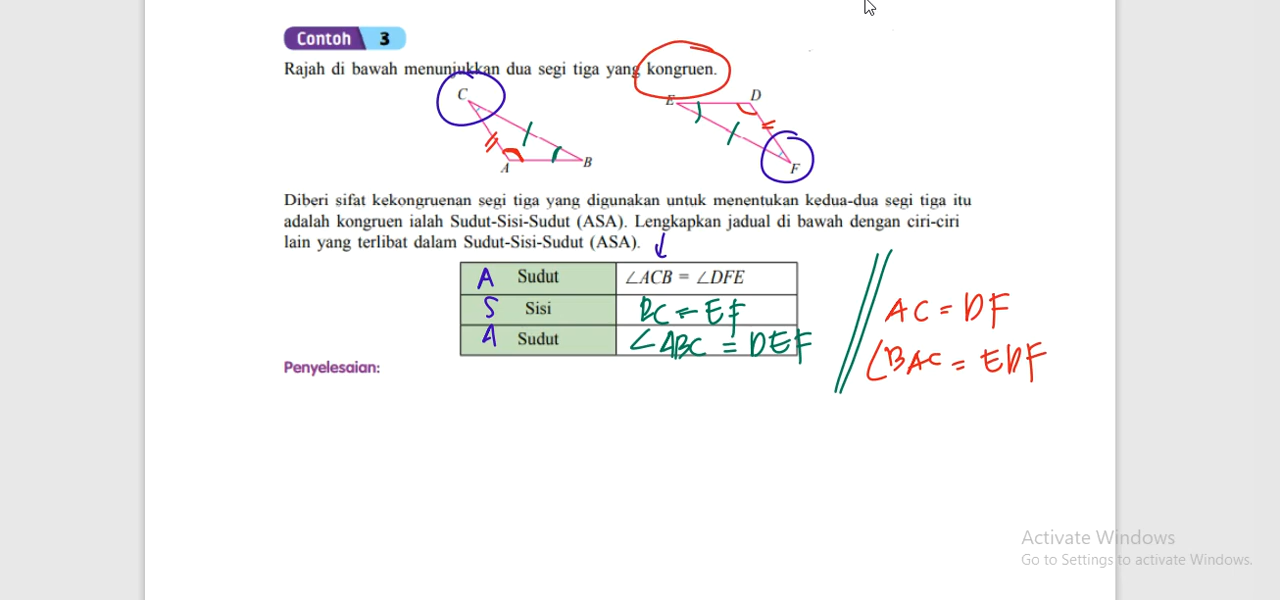 Contoh 3
Rajah di bawah menunjukkan dua segi tiga yang kongruen.
C
E
D
A
B
F
Diberi sifat kekongruenan segi tiga yang digunakan untuk menentukan kedua-dua segi tiga itu
adalah kongruen ialah Sudut-Sisi-Sudut (ASA). Lengkapkan jadual di bawah dengan ciri-ciri
lain yang terlibat dalam Sudut-Sisi-Sudut (ASA).
A Sudut ∠ACB = ∠DFE
S Sisi BC = EF
A Sudut ∠ABC = DEF
AC = DF
∠BAC = EDF
Penyelesaian:
Activate Windows
Go to Settings to activate Windows.